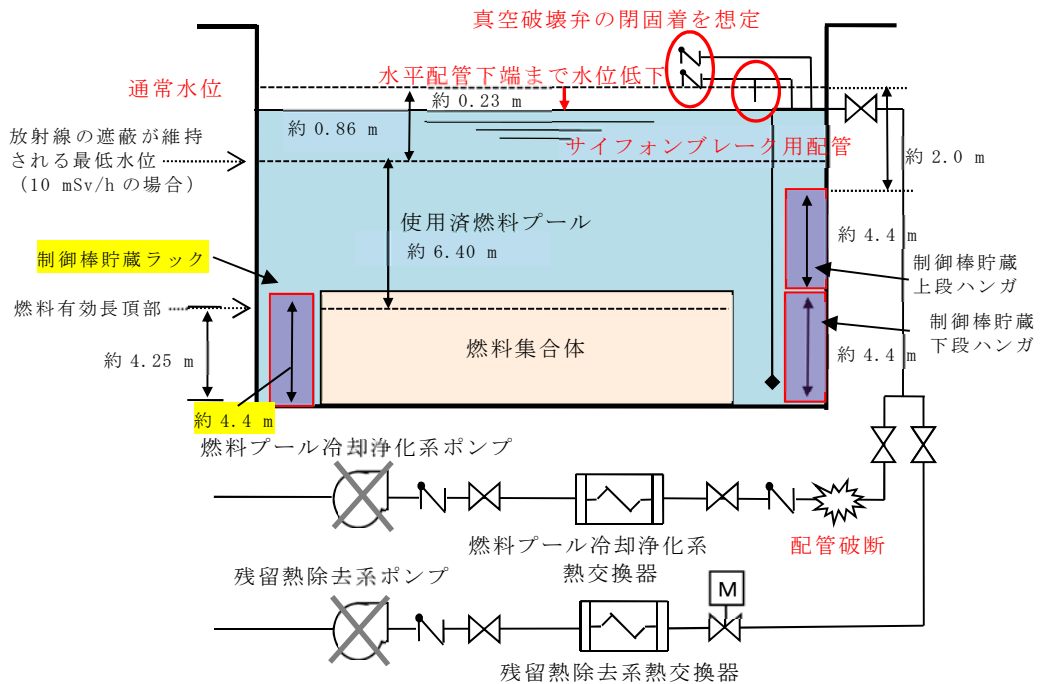 真空破壊弁の閉固着を想定
通常水位
水平配管下端まで水位低下
約 0.23 m
約 0.86 m
放射線の遮蔽が維持
される最低水位
（10 mSv/h の場合）
サイフォンブレーク用配管
約 2.0 m
使用済燃料プール
約 6.40 m
約 4.4 m
制御棒貯蔵ラック
制御棒貯蔵
上段ハンガ
燃料有効長頂部
制御棒貯蔵
下段ハンガ
燃料集合体
約 4.25 m
約 4.4 m
約 4.4 m
燃料プール冷却浄化系ポンプ
燃料プール冷却浄化系
熱交換器
配管破断
残留熱除去系ポンプ
M
残留熱除去系熱交換器